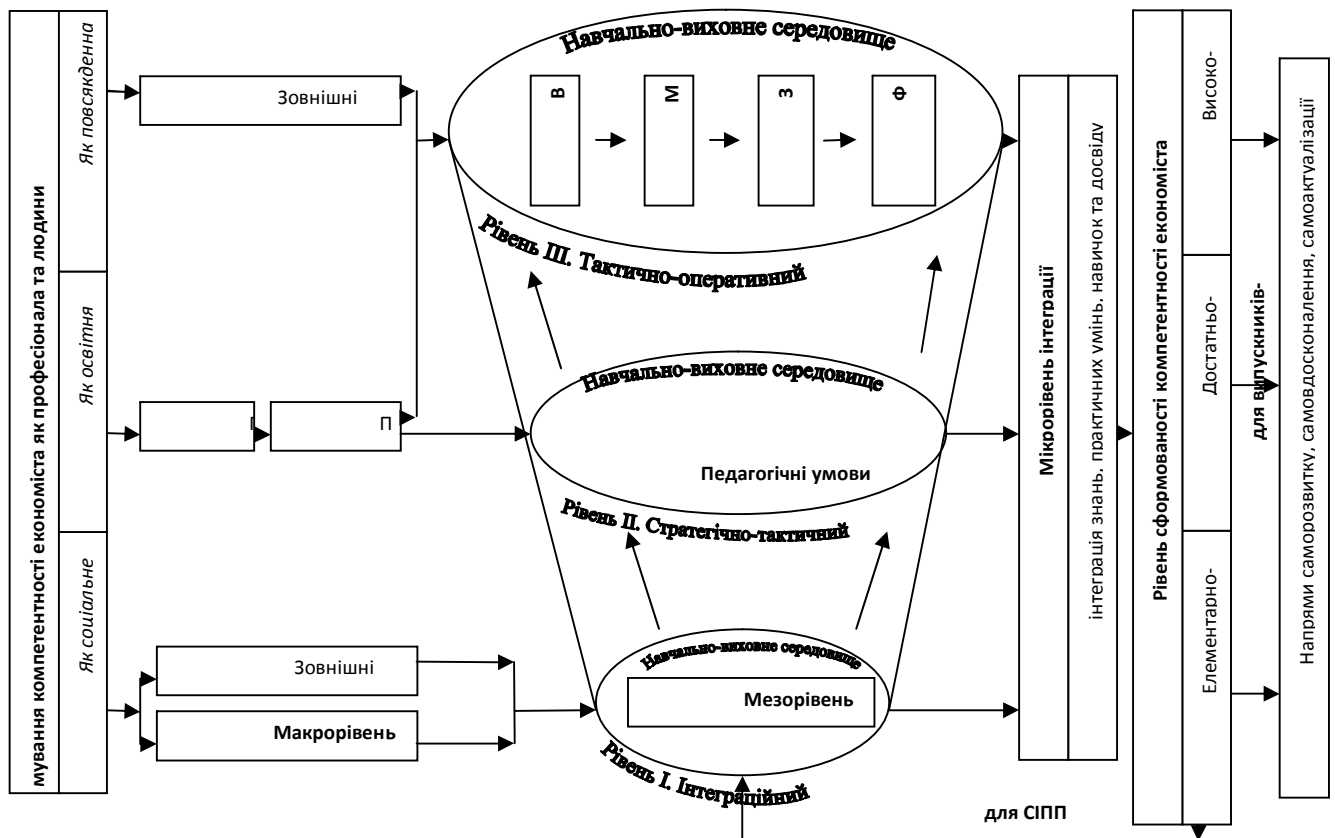 мування компетентності економіста як професіонала та людини
Як повсякденна
Як освітня
Як соціальне
Зовнішні
П
Зовнішні
Макрорівень
Навчально-виховне середовище
В
М
З
Ф
Рівень III. Тактично-оперативний
Навчально-виховне середовище
Педагогічні умови
Рівень II. Стратегічно-тактичний
Навчально-виховне середовище
Мезорівень
Рівень I. Інтеграційний
Мікрорівень інтеграції
інтеграція знань, практичних умінь, навичок та досвіду
Рівень сформованості компетентності економіста
Високо-
Достатньо-
Елементарно-
для випускників-
Напрями саморозвитку, самовдосконалення, самоактуалізації
для СІПП